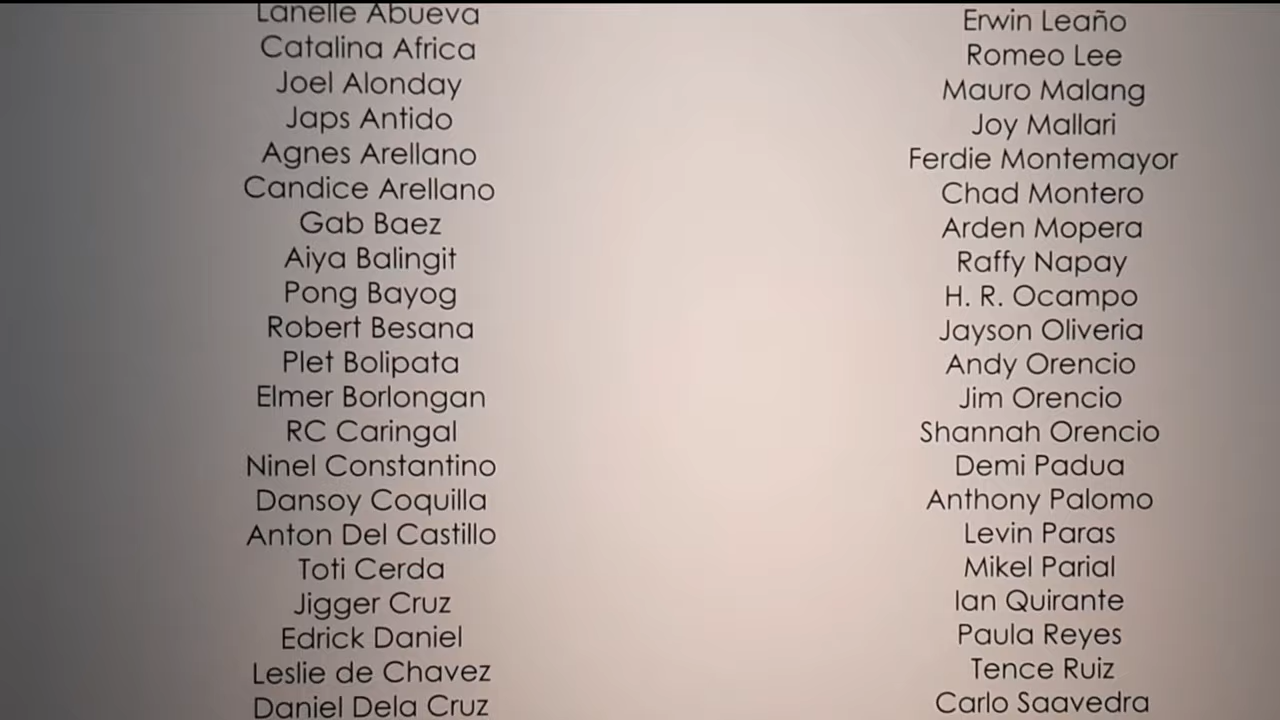 Lanelle Abueva
Catalina Africa
Joel Alonday
Japs Antido
Agnes Arellano
Candice Arellano
Gab Baez
Aiya Balingit
Pong Bayog
Robert Besana
Plet Bolipata
Elmer Borlongan
RC Caringal
Ninel Constantino
Dansoy Coquilla
Anton Del Castillo
Toti Cerda
Jigger Cruz
Edrick Daniel
Leslie de Chavez
Daniel Dela Cruz
Erwin Leaño
Romeo Lee
Mauro Malang
Joy Mallari
Ferdie Montemayor
Chad Montero
Arden Mopera
Raffy Napay
H. R. Ocampo
Jayson Oliveria
Andy Orencio
Jim Orencio
Shannah Orencio
Demi Padua
Anthony Palomo
Levin Paras
Mikel Parial
Ian Quirante
Paula Reyes
Tence Ruiz
Carlo Saavedra